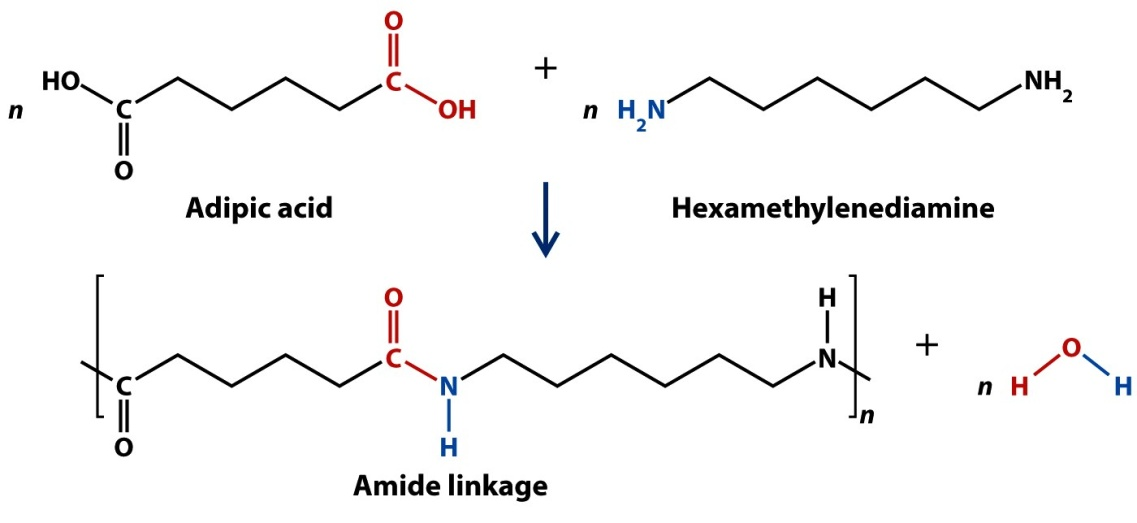 n HO C O C O OH + n H2N NH2
Adipic acid Hexamethylenediamine
C O C O N H N H n + n H O H
Amide linkage